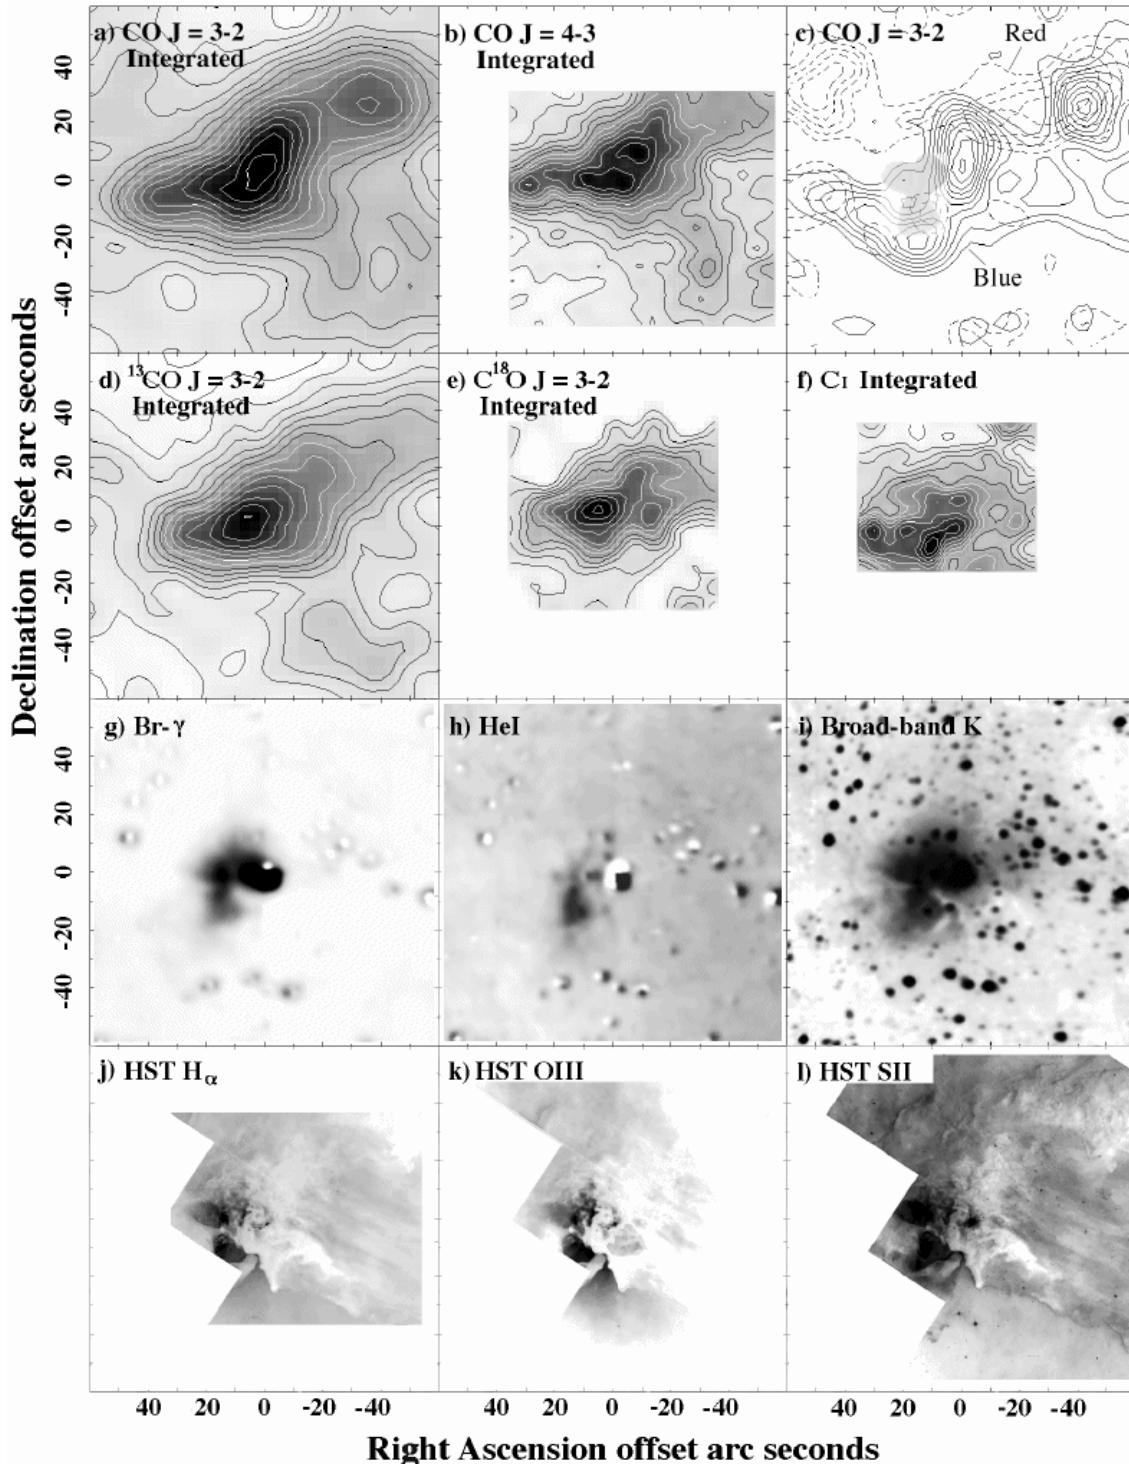 a) CO J = 3-2
Integrated
b) CO J = 4-3
Integrated
c) CO J = 3-2
Red
Blue
40
20
0
-20
-40
d) ¹³CO J = 3-2
Integrated
e) C¹⁸O J = 3-2
Integrated
f) CI Integrated
40
20
0
-20
-40
Declination offset arc seconds
g) Br-γ
h) HeI
i) Broad-band K
40
20
0
-20
-40
j) HST Hα
k) HST OIII
l) HST SII
40 20 0 -20 -40 40 20 0 -20 -40 40 20 0 -20 -40
Right Ascension offset arc seconds